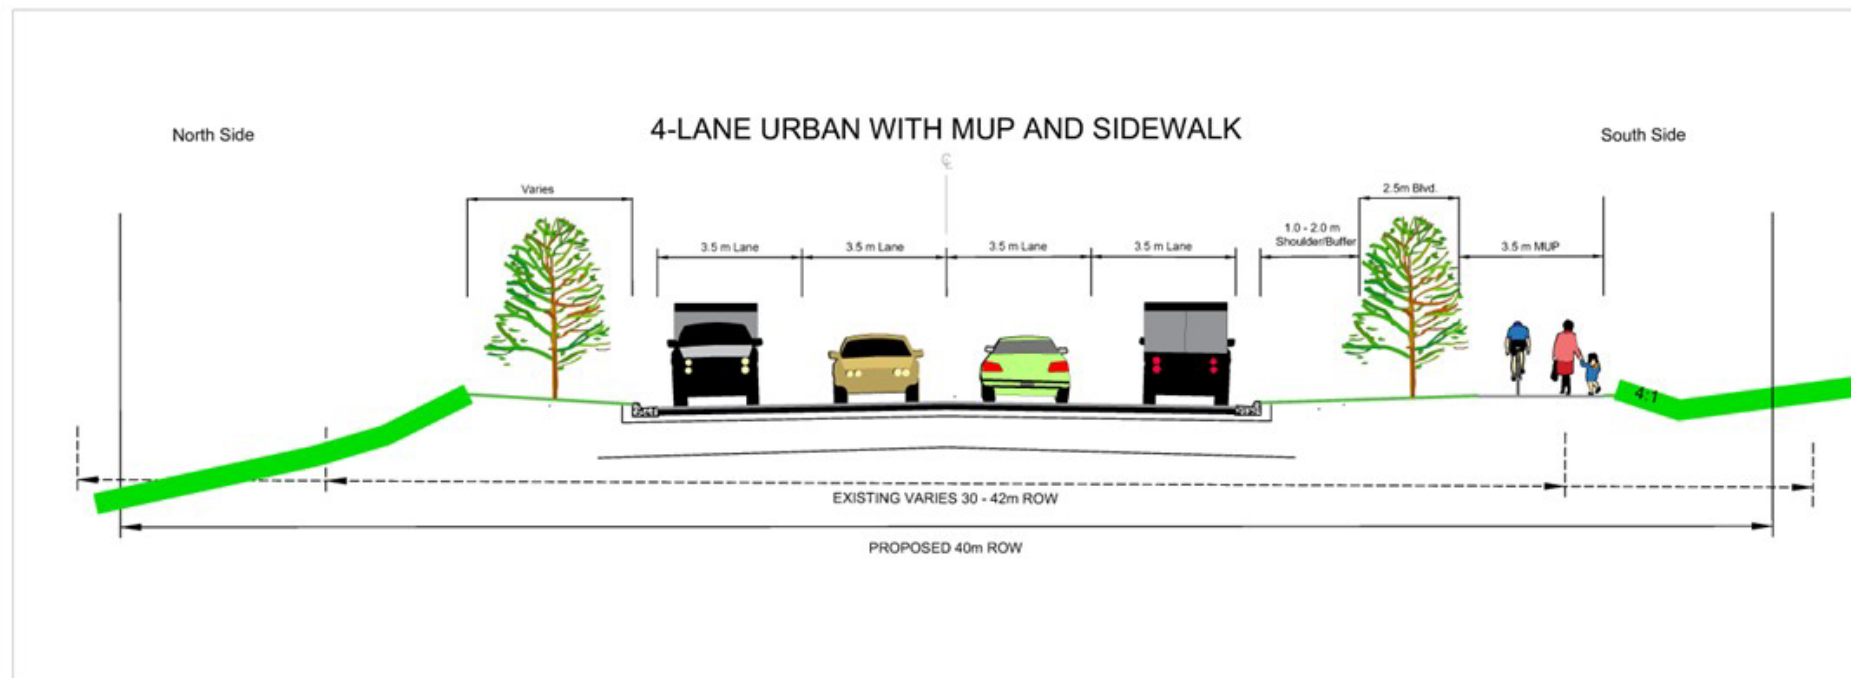 4-LANE URBAN WITH MUP AND SIDEWALK
North Side
South Side
℄
Varies
2.5m Blvd.
1.0 - 2.0 m
Shoulder/Buffer
3.5 m Lane
3.5 m Lane
3.5 m Lane
3.5 m Lane
3.5 m MUP
4:1
EXISTING VARIES 30 - 42m ROW
PROPOSED 40m ROW